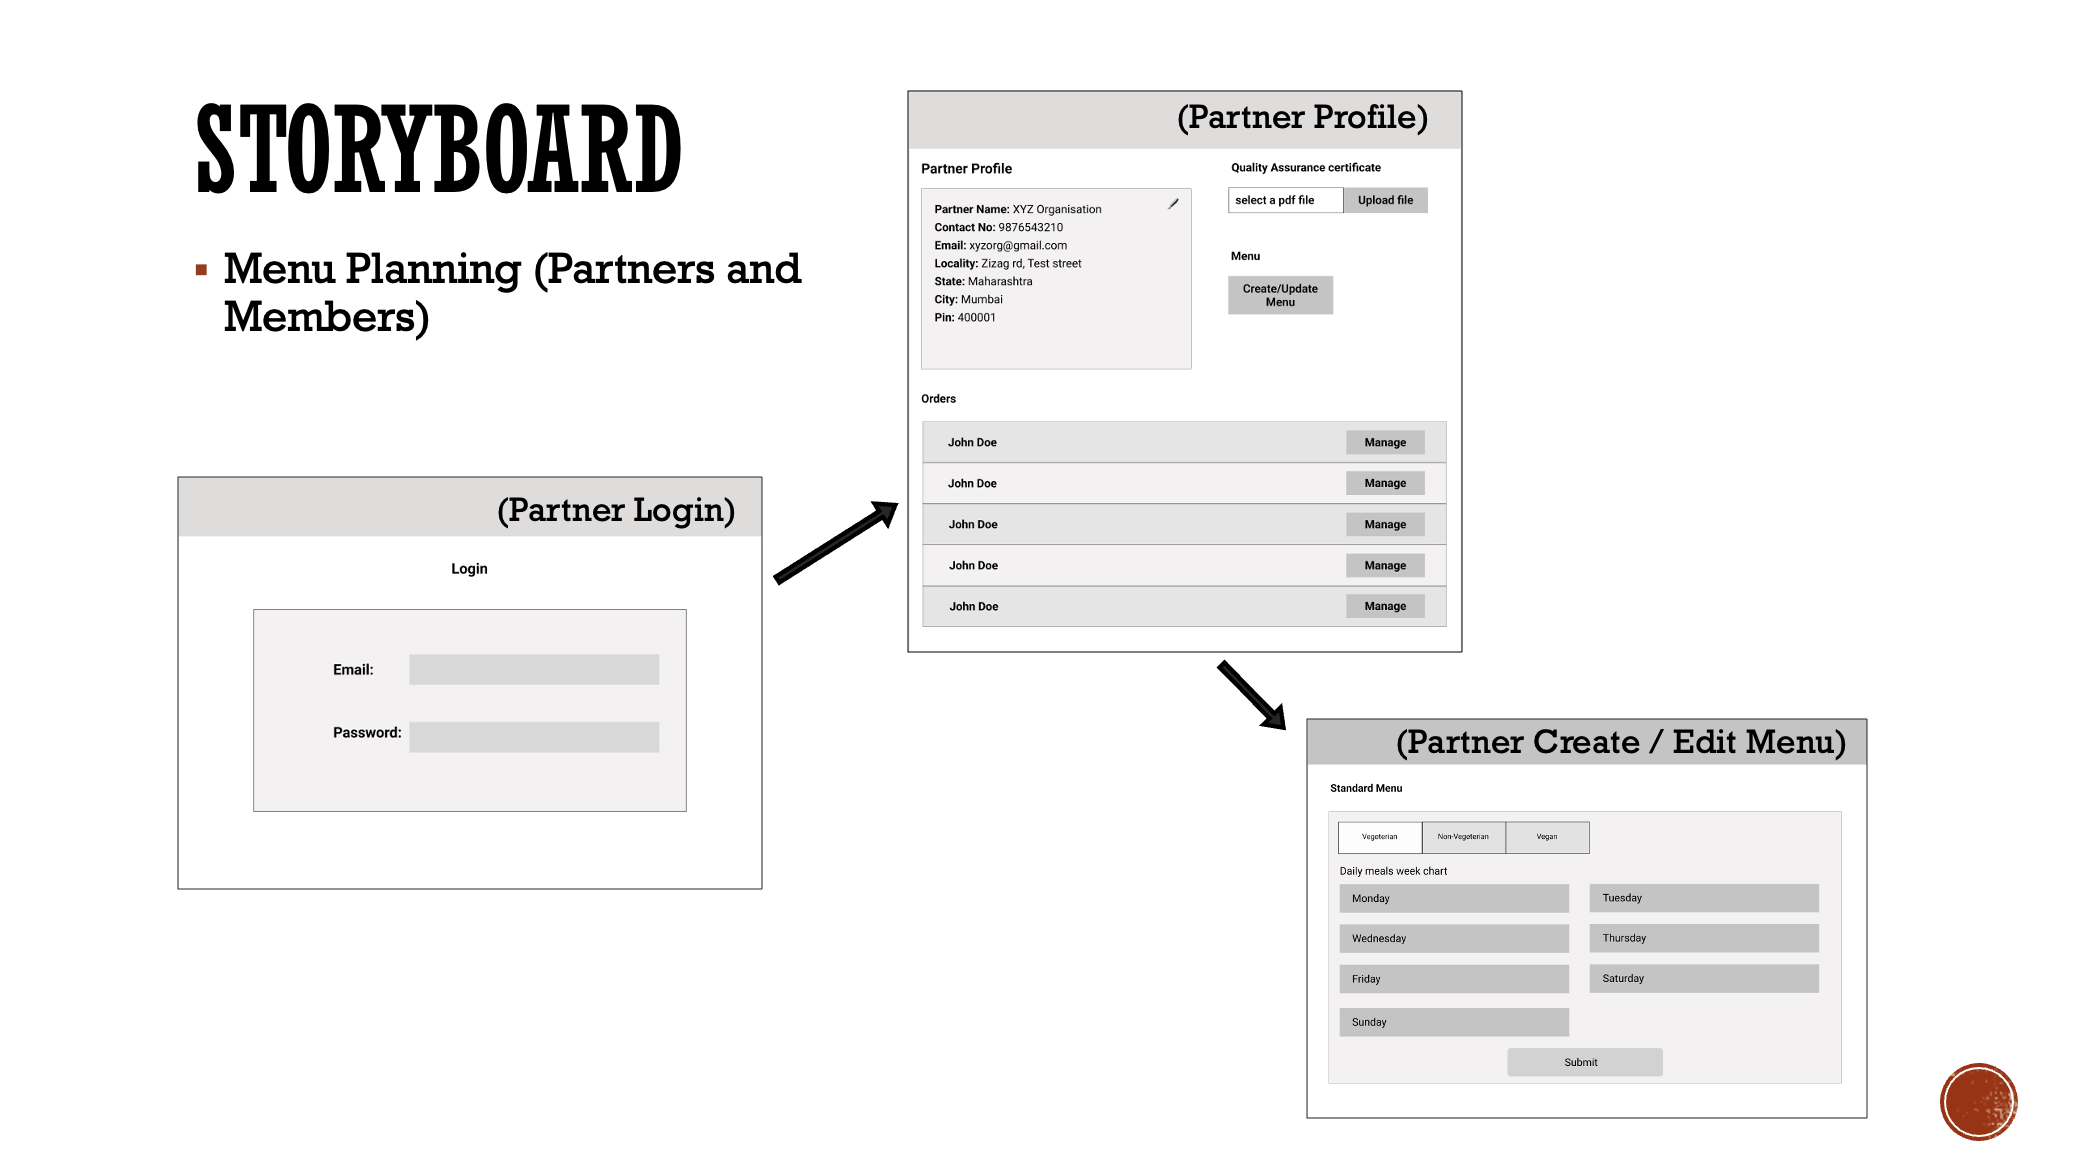 STORYBOARD
Menu Planning (Partners and
Members)
(Partner Login)
Login
Email:
Password:
(Partner Profile)
Partner Profile
Partner Name: XYZ Organisation
Contact No: 9876543210
Email: xyzorg@gmail.com
Locality: Zizag rd, Test street
State: Maharashtra
City: Mumbai
Pin: 400001
Quality Assurance certificate
select a pdf file Upload file
Menu
Create/Update
Menu
Orders
John Doe Manage
John Doe Manage
John Doe Manage
John Doe Manage
John Doe Manage
(Partner Create / Edit Menu)
Standard Menu
Vegeterian Non-Vegeterian Vegan
Daily meals week chart
Monday Tuesday
Wednesday Thursday
Friday Saturday
Sunday
Submit